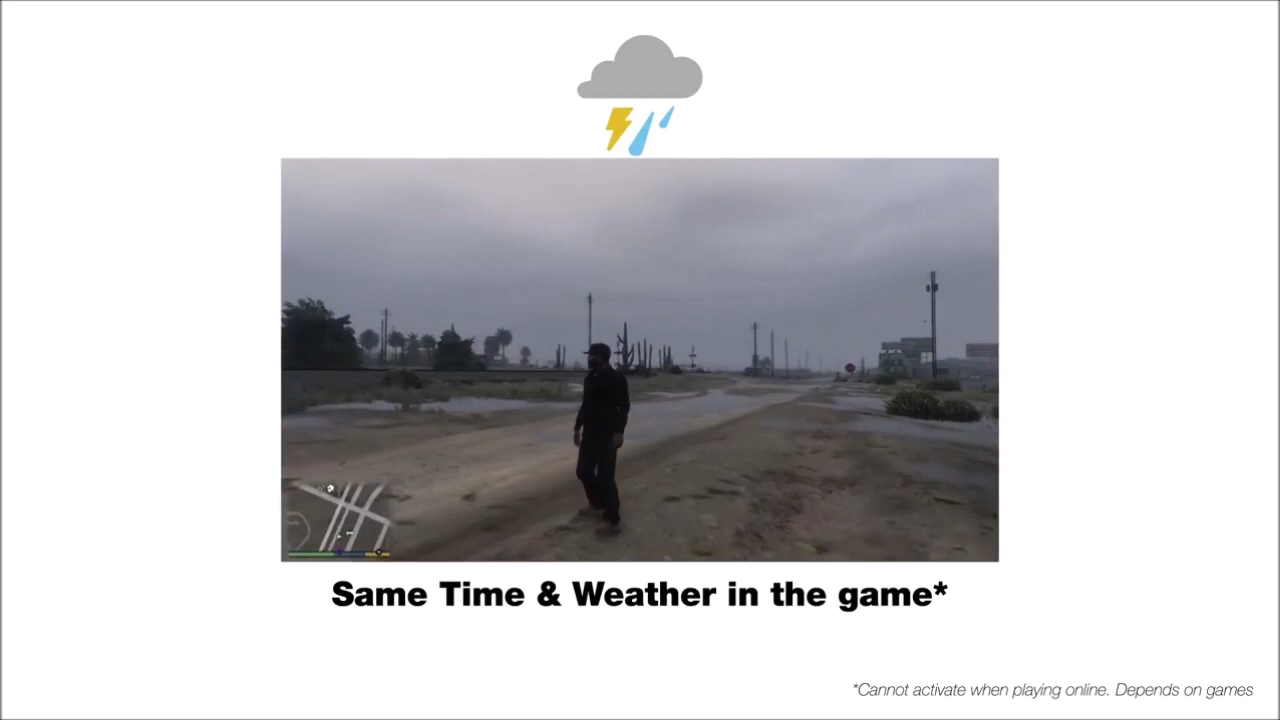 Same Time & Weather in the game*
*Cannot activate when playing online. Depends on games